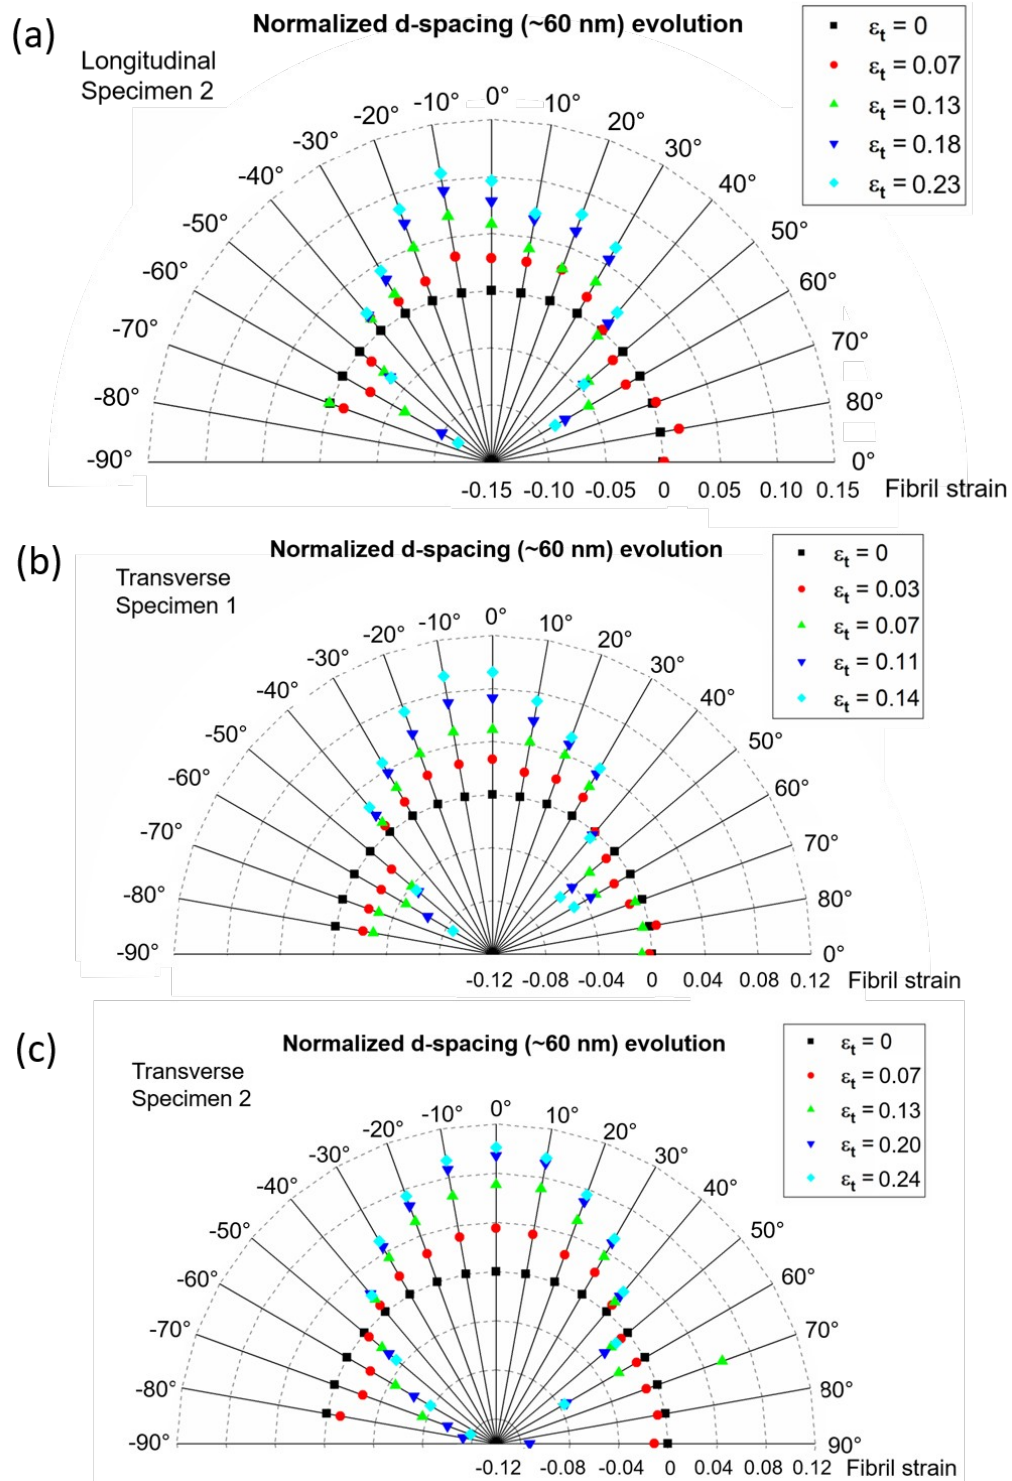 (a)
Normalized d-spacing (~60 nm) evolution
Longitudinal
Specimen 2
εt = 0
εt = 0.07
εt = 0.13
εt = 0.18
εt = 0.23
-90°
-80°
-70°
-60°
-50°
-40°
-30°
-20°
-10°
0°
10°
20°
30°
40°
50°
60°
70°
80°
0°
-0.15 -0.10 -0.05 0 0.05 0.10 0.15 Fibril strain
(b)
Normalized d-spacing (~60 nm) evolution
Transverse
Specimen 1
εt = 0
εt = 0.03
εt = 0.07
εt = 0.11
εt = 0.14
-90°
-80°
-70°
-60°
-50°
-40°
-30°
-20°
-10°
0°
10°
20°
30°
40°
50°
60°
70°
80°
0°
-0.12 -0.08 -0.04 0 0.04 0.08 0.12 Fibril strain
(c)
Normalized d-spacing (~60 nm) evolution
Transverse
Specimen 2
εt = 0
εt = 0.07
εt = 0.13
εt = 0.20
εt = 0.24
-90°
-80°
-70°
-60°
-50°
-40°
-30°
-20°
-10°
0°
10°
20°
30°
40°
50°
60°
70°
80°
90°
-0.12 -0.08 -0.04 0 0.04 0.08 0.12 Fibril strain